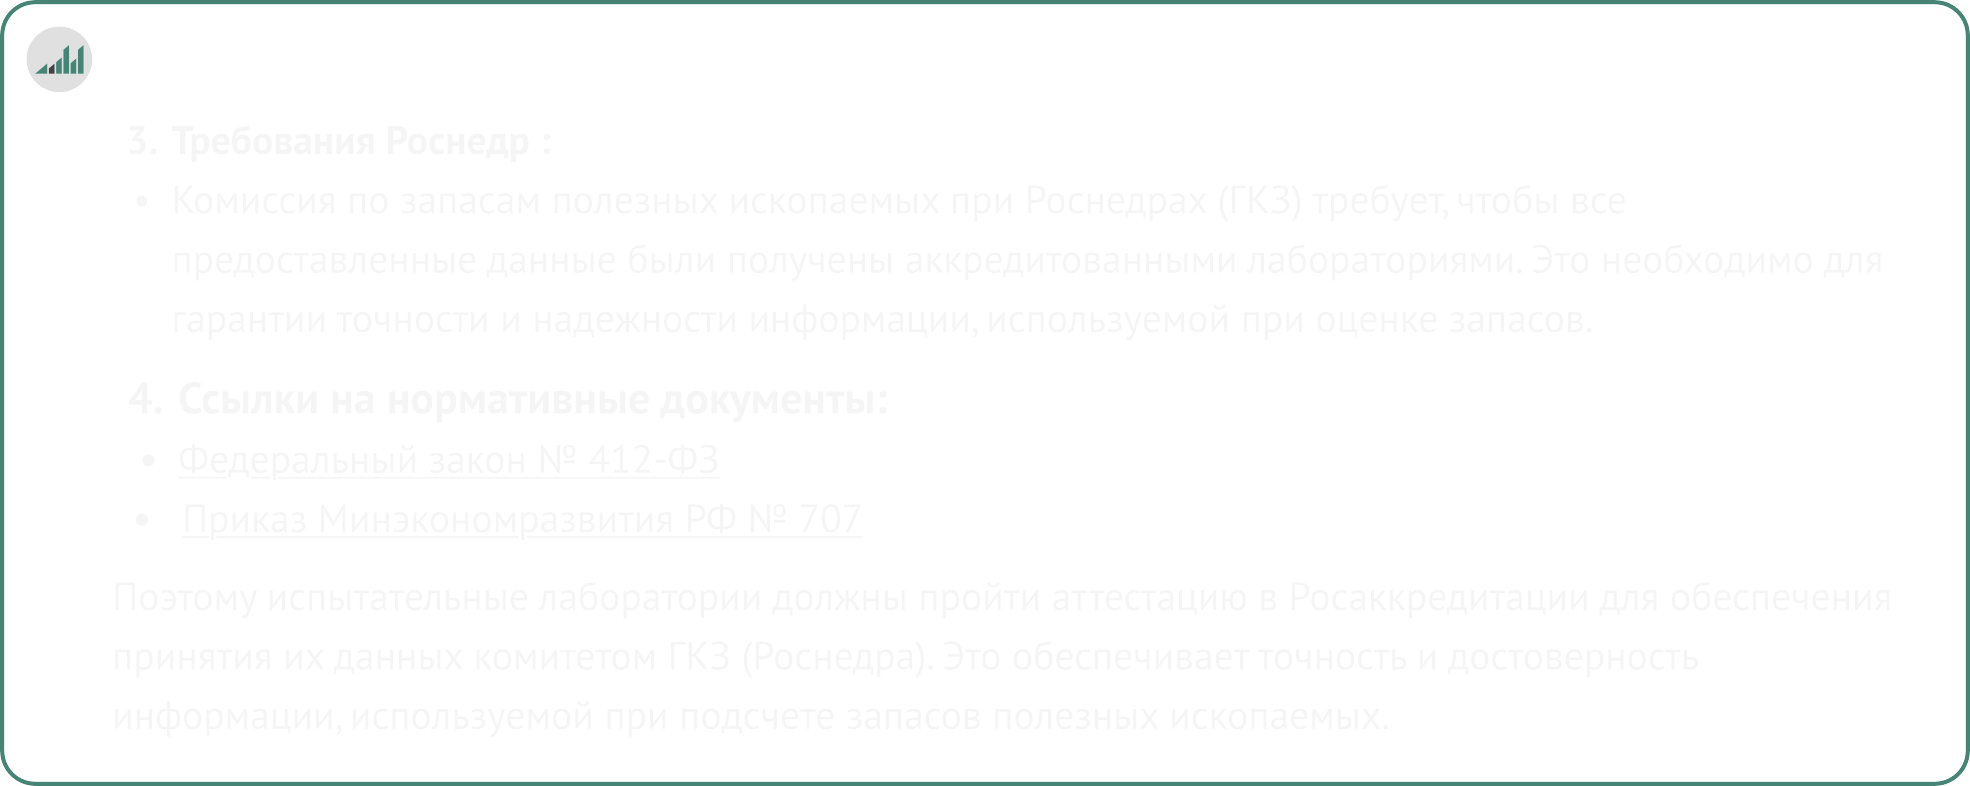 3. Требования Роснедр :
• Комиссия по запасам полезных ископаемых при Роснедрах (ГКЗ) требует, чтобы все
предоставленные данные были получены аккредитованными лабораториями. Это необходимо для
гарантии точности и надежности информации, используемой при оценке запасов.
4. Ссылки на нормативные документы:
• Федеральный закон № 412-ФЗ
• Приказ Минэкономразвития РФ № 707
Поэтому испытательные лаборатории должны пройти аттестацию в Росаккредитации для обеспечения
принятия их данных комитетом ГКЗ (Роснедра). Это обеспечивает точность и достоверность
информации, используемой при подсчете запасов полезных ископаемых.